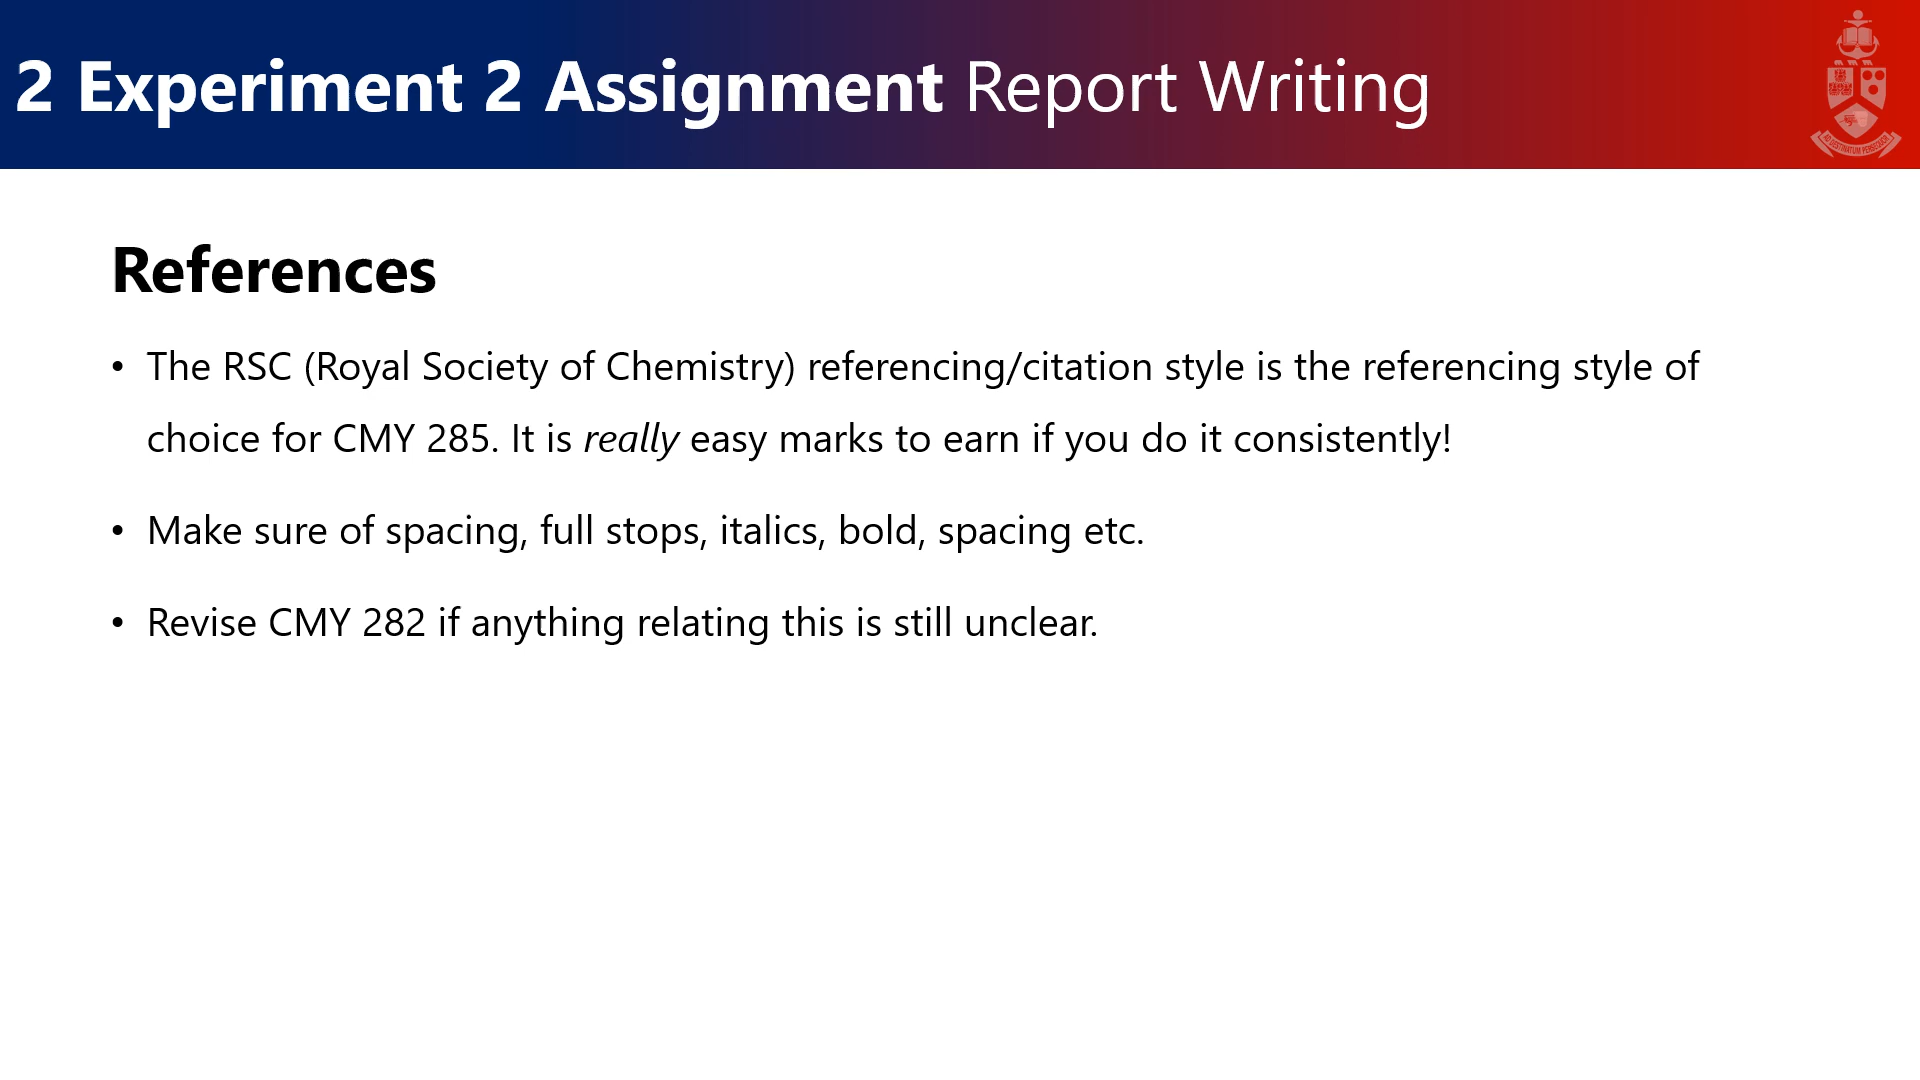 2 Experiment 2 Assignment Report Writing
References
• The RSC (Royal Society of Chemistry) referencing/citation style is the referencing style of
choice for CMY 285. It is really easy marks to earn if you do it consistently!
• Make sure of spacing, full stops, italics, bold, spacing etc.
• Revise CMY 282 if anything relating this is still unclear.